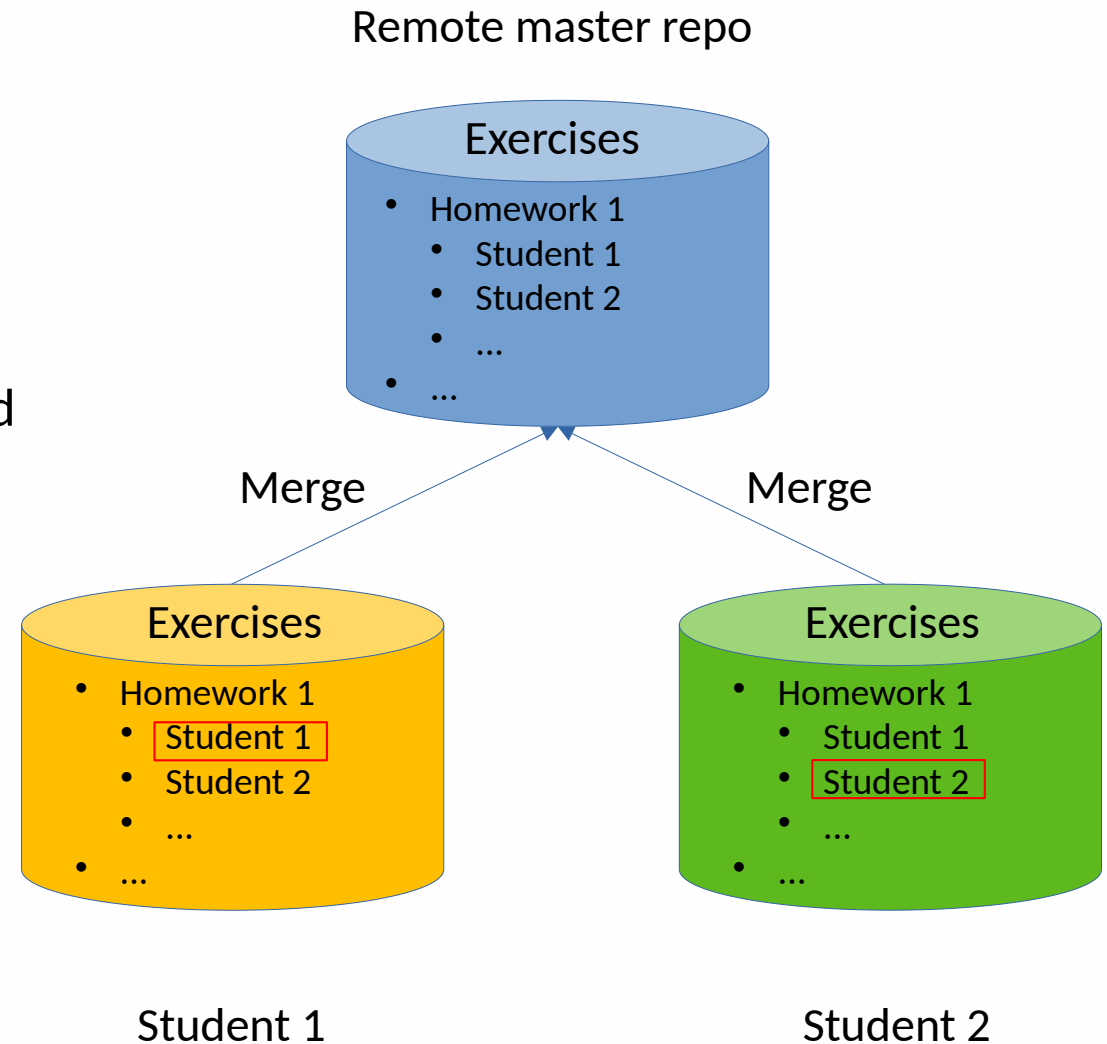 Remote master repo
Exercises
• Homework 1
• Student 1
• Student 2
• ...
• ...
Merge
Merge
Exercises
• Homework 1
• Student 1
• Student 2
• ...
• ...
Student 1
Exercises
• Homework 1
• Student 1
• Student 2
• ...
• ...
Student 2